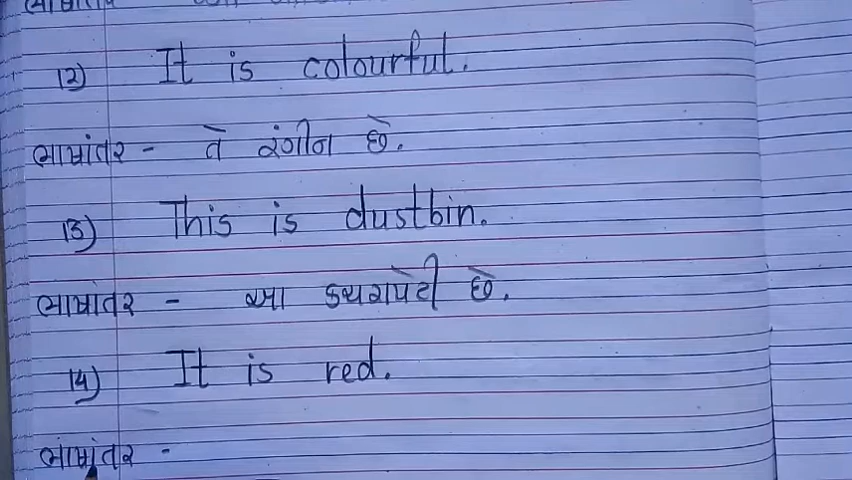 12) It is colourful.
ભાષાંતર - તે રંગીન છે.
13) This is dustbin.
ભાષાંતર - આ કચરાપેટી છે.
14) It is red.
ભાષાંતર -